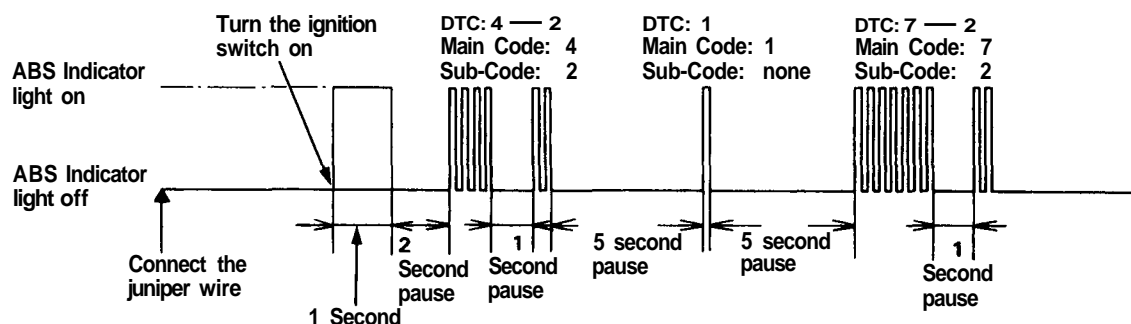 Turn the ignition
switch on
DTC: 4 — 2
Main Code: 4
Sub-Code: 2
DTC: 1
Main Code: 1
Sub-Code: none
DTC: 7 — 2
Main Code: 7
Sub-Code: 2
ABS Indicator
light on
ABS Indicator
light off
Connect the
juniper wire
1 Second
2
Second
pause
1
Second
pause
5 second
pause
5 second
pause
1
Second
pause